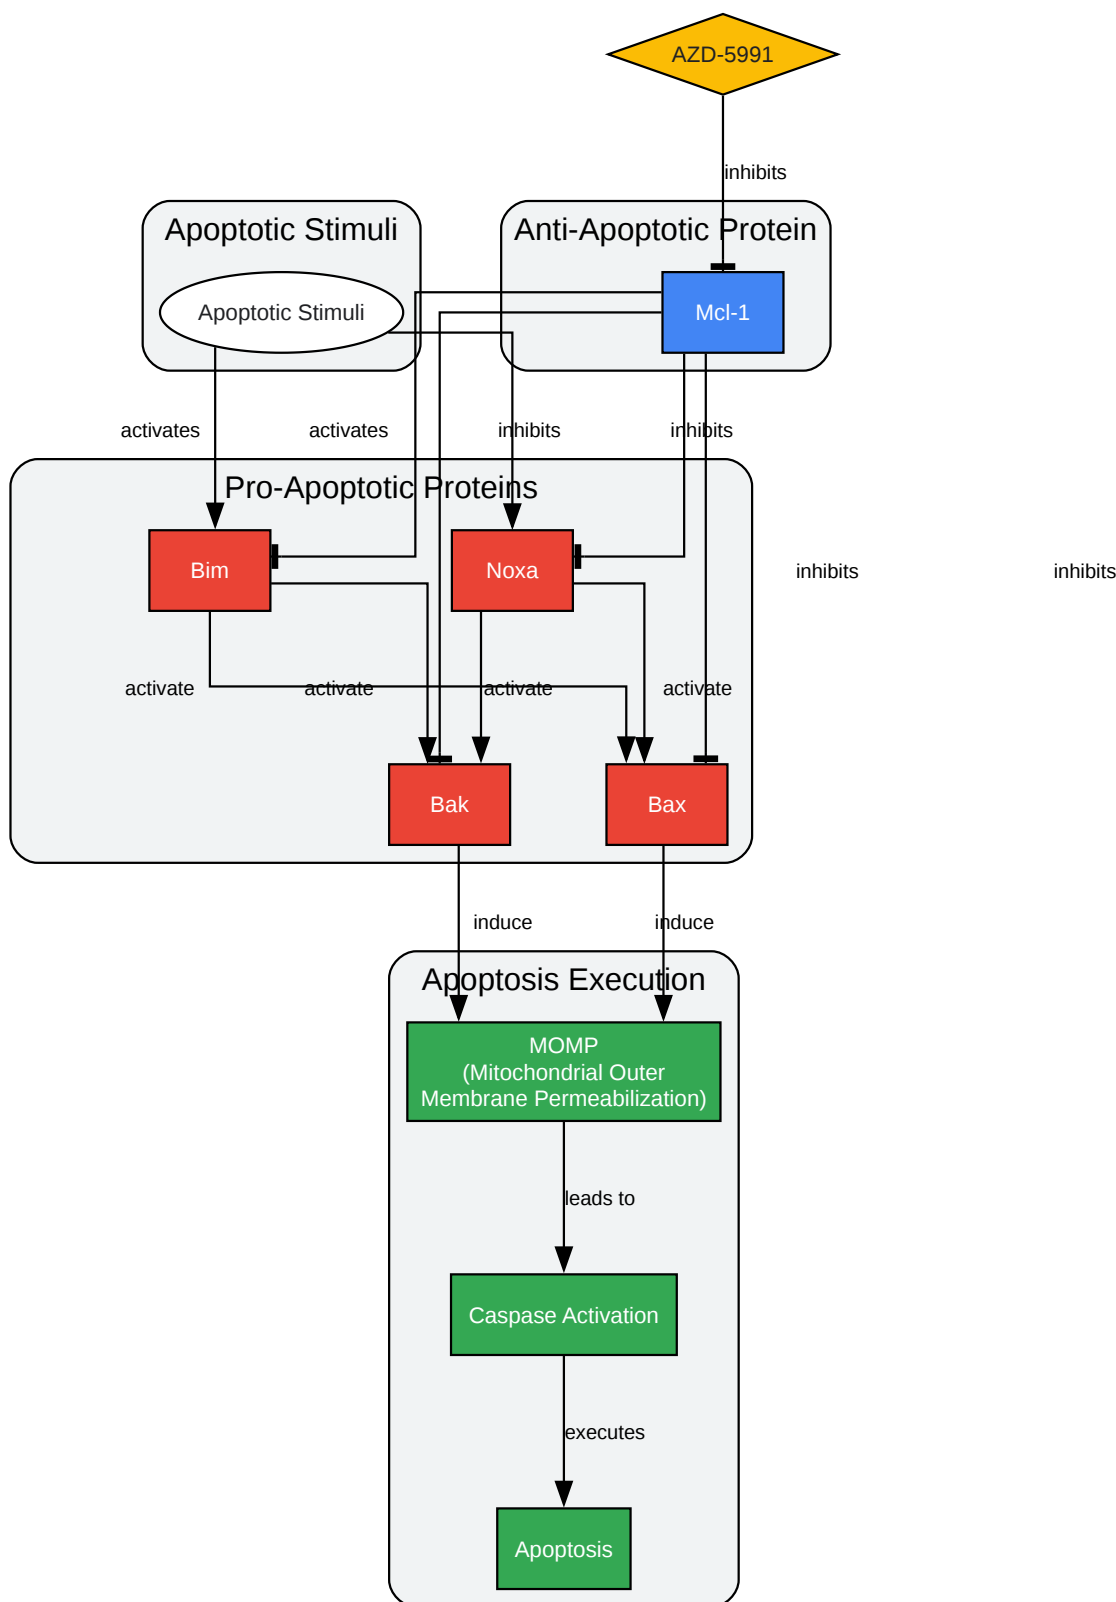 AZD-5991
inhibits
Apoptotic Stimuli
Anti-Apoptotic Protein
Apoptotic Stimuli
Mcl-1
activates
activates
inhibits
inhibits
Pro-Apoptotic Proteins
Bim
Noxa
inhibits
inhibits
activate
activate
activate
activate
Bak
Bax
induce
induce
Apoptosis Execution
MOMP
(Mitochondrial Outer
Membrane Permeabilization)
leads to
Caspase Activation
executes
Apoptosis